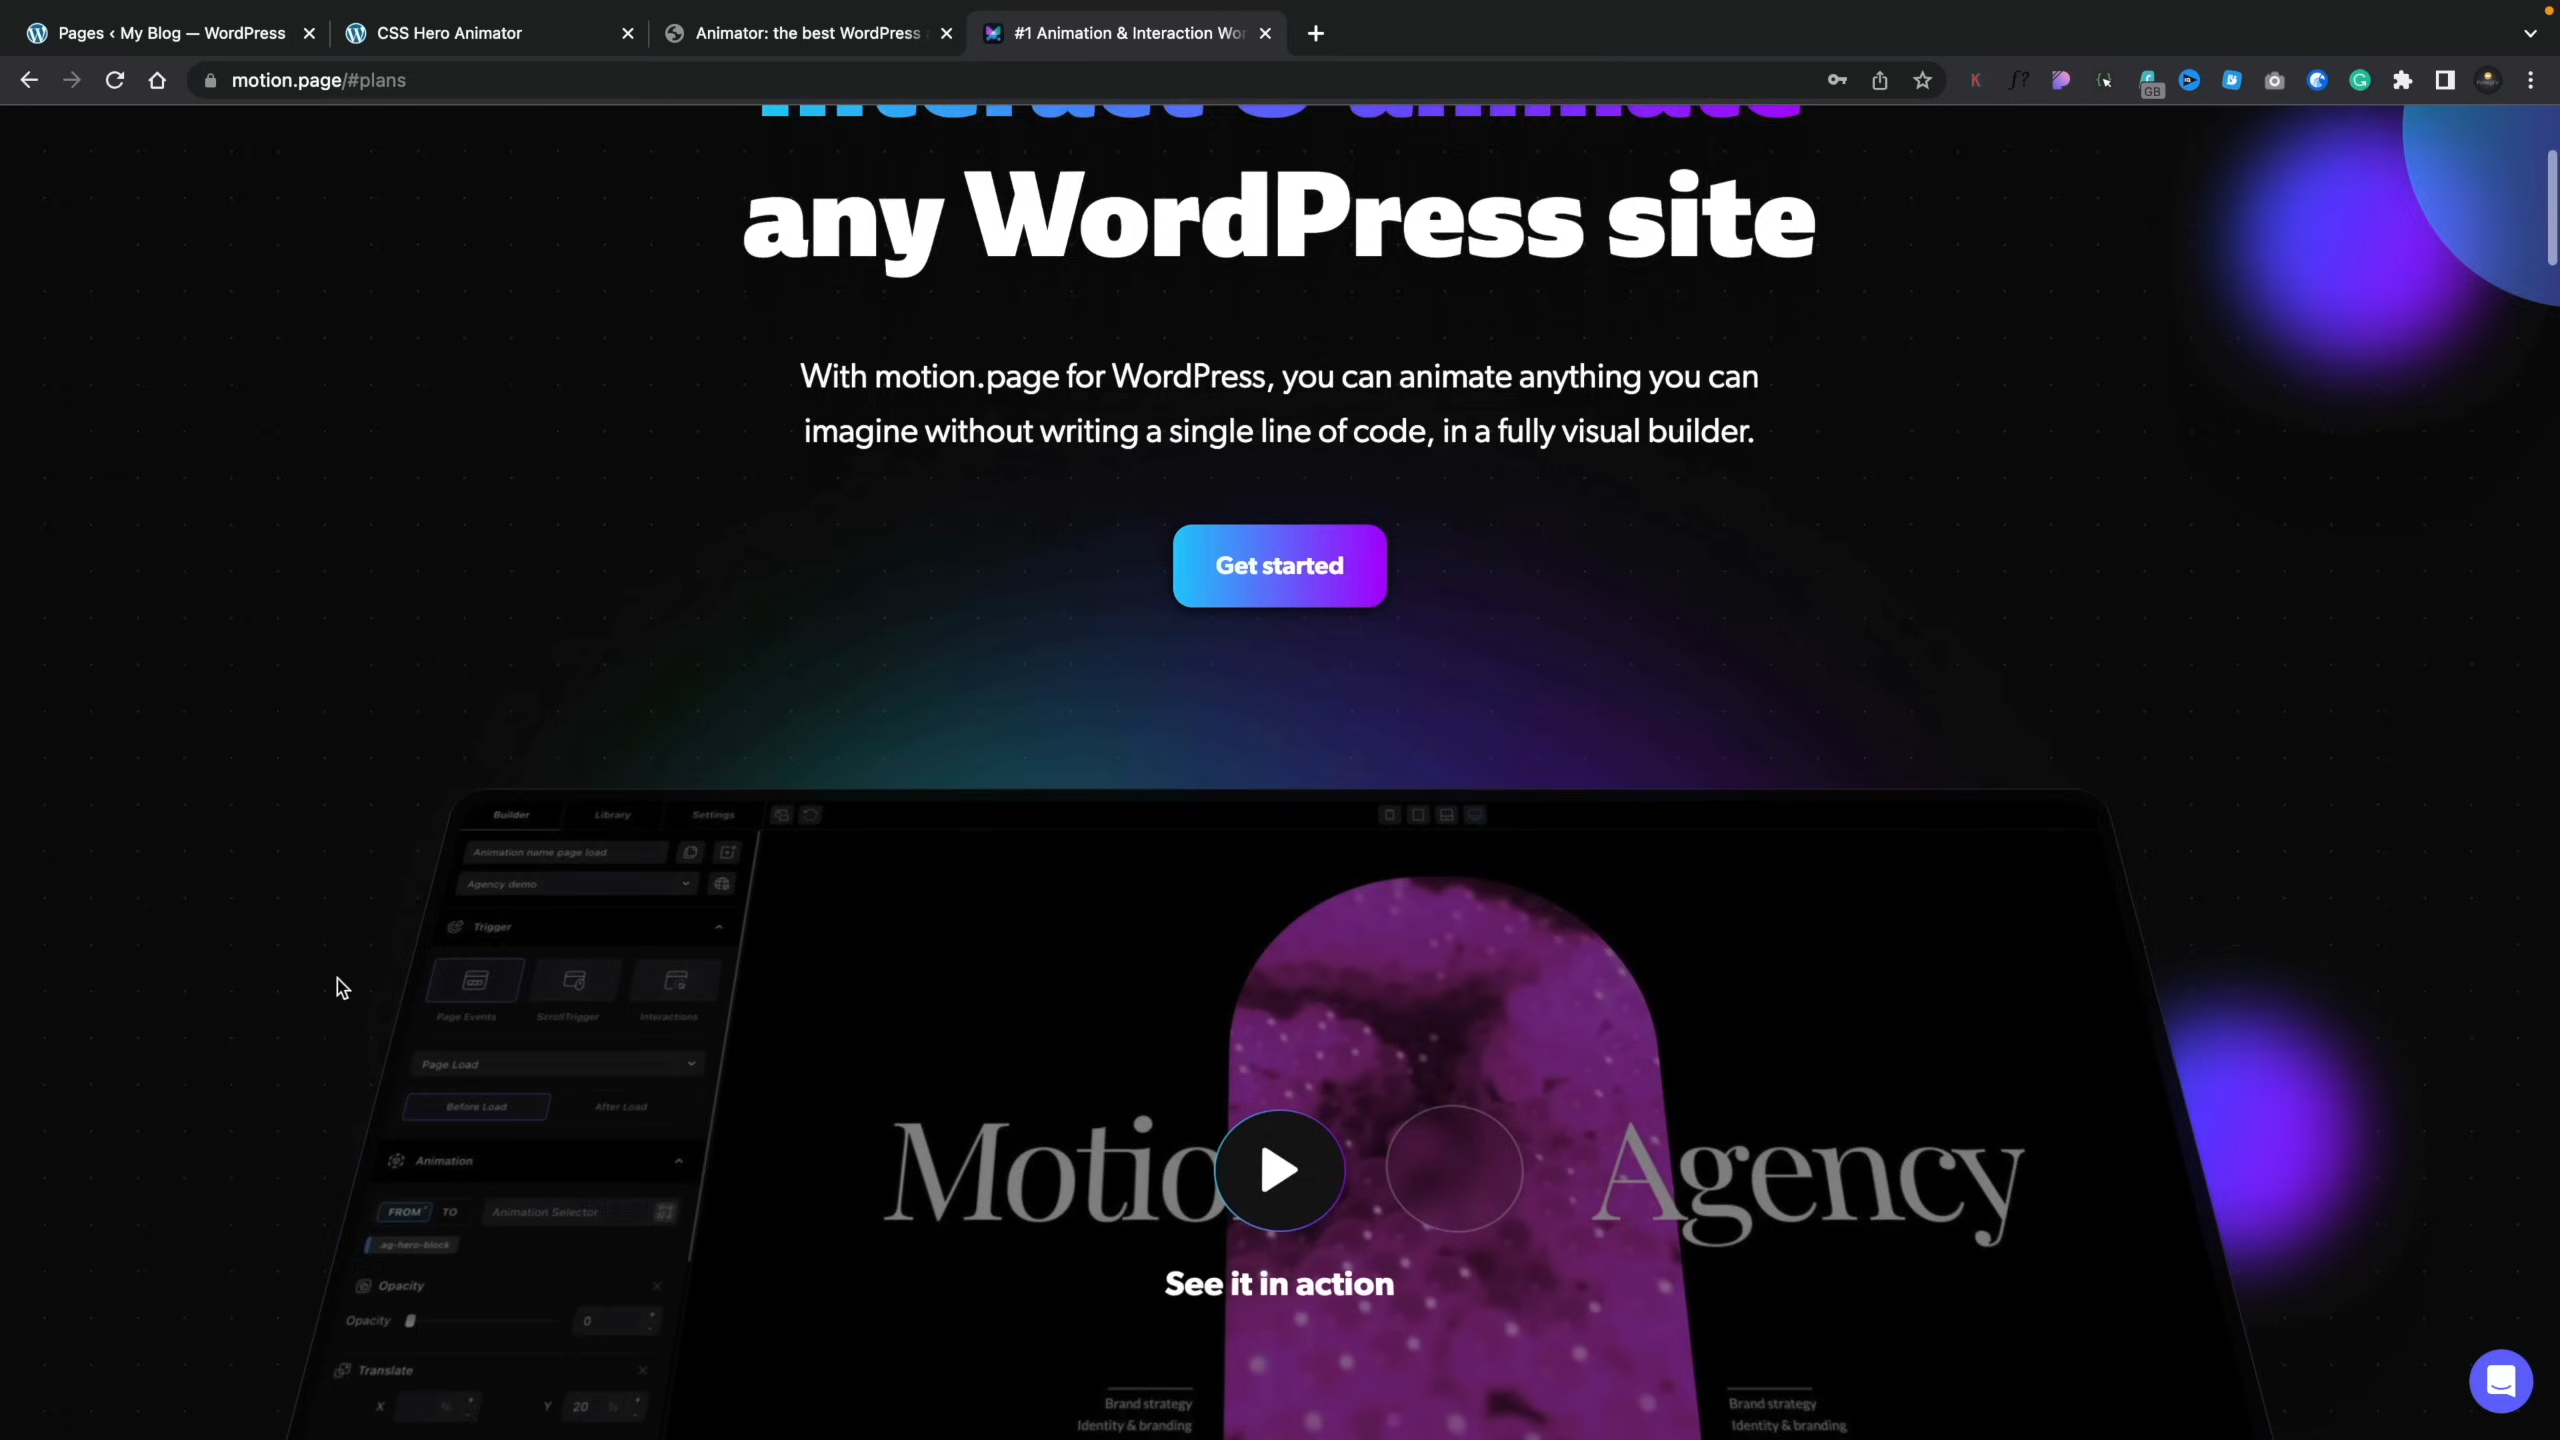 Pages ‹ My Blog — WordPress
CSS Hero Animator
Animator: the best WordPress
#1 Animation & Interaction Wor
motion.page/#plans
GB
any WordPress site
With motion.page for WordPress, you can animate anything you can
imagine without writing a single line of code, in a fully visual builder.
Get started
Builder
Library
Settings
Animation name page load
Agency demo
Trigger
Page Events
ScrollTrigger
Interactions
Page Load
Before Load
After Load
Animation
FROM
TO
Animation Selector
.ag-hero-block
Opacity
Opacity
0
Translate
X
%
Y
20
%
Motio
Agency
See it in action
Brand strategy
Identity & branding
Brand strategy
Identity & branding